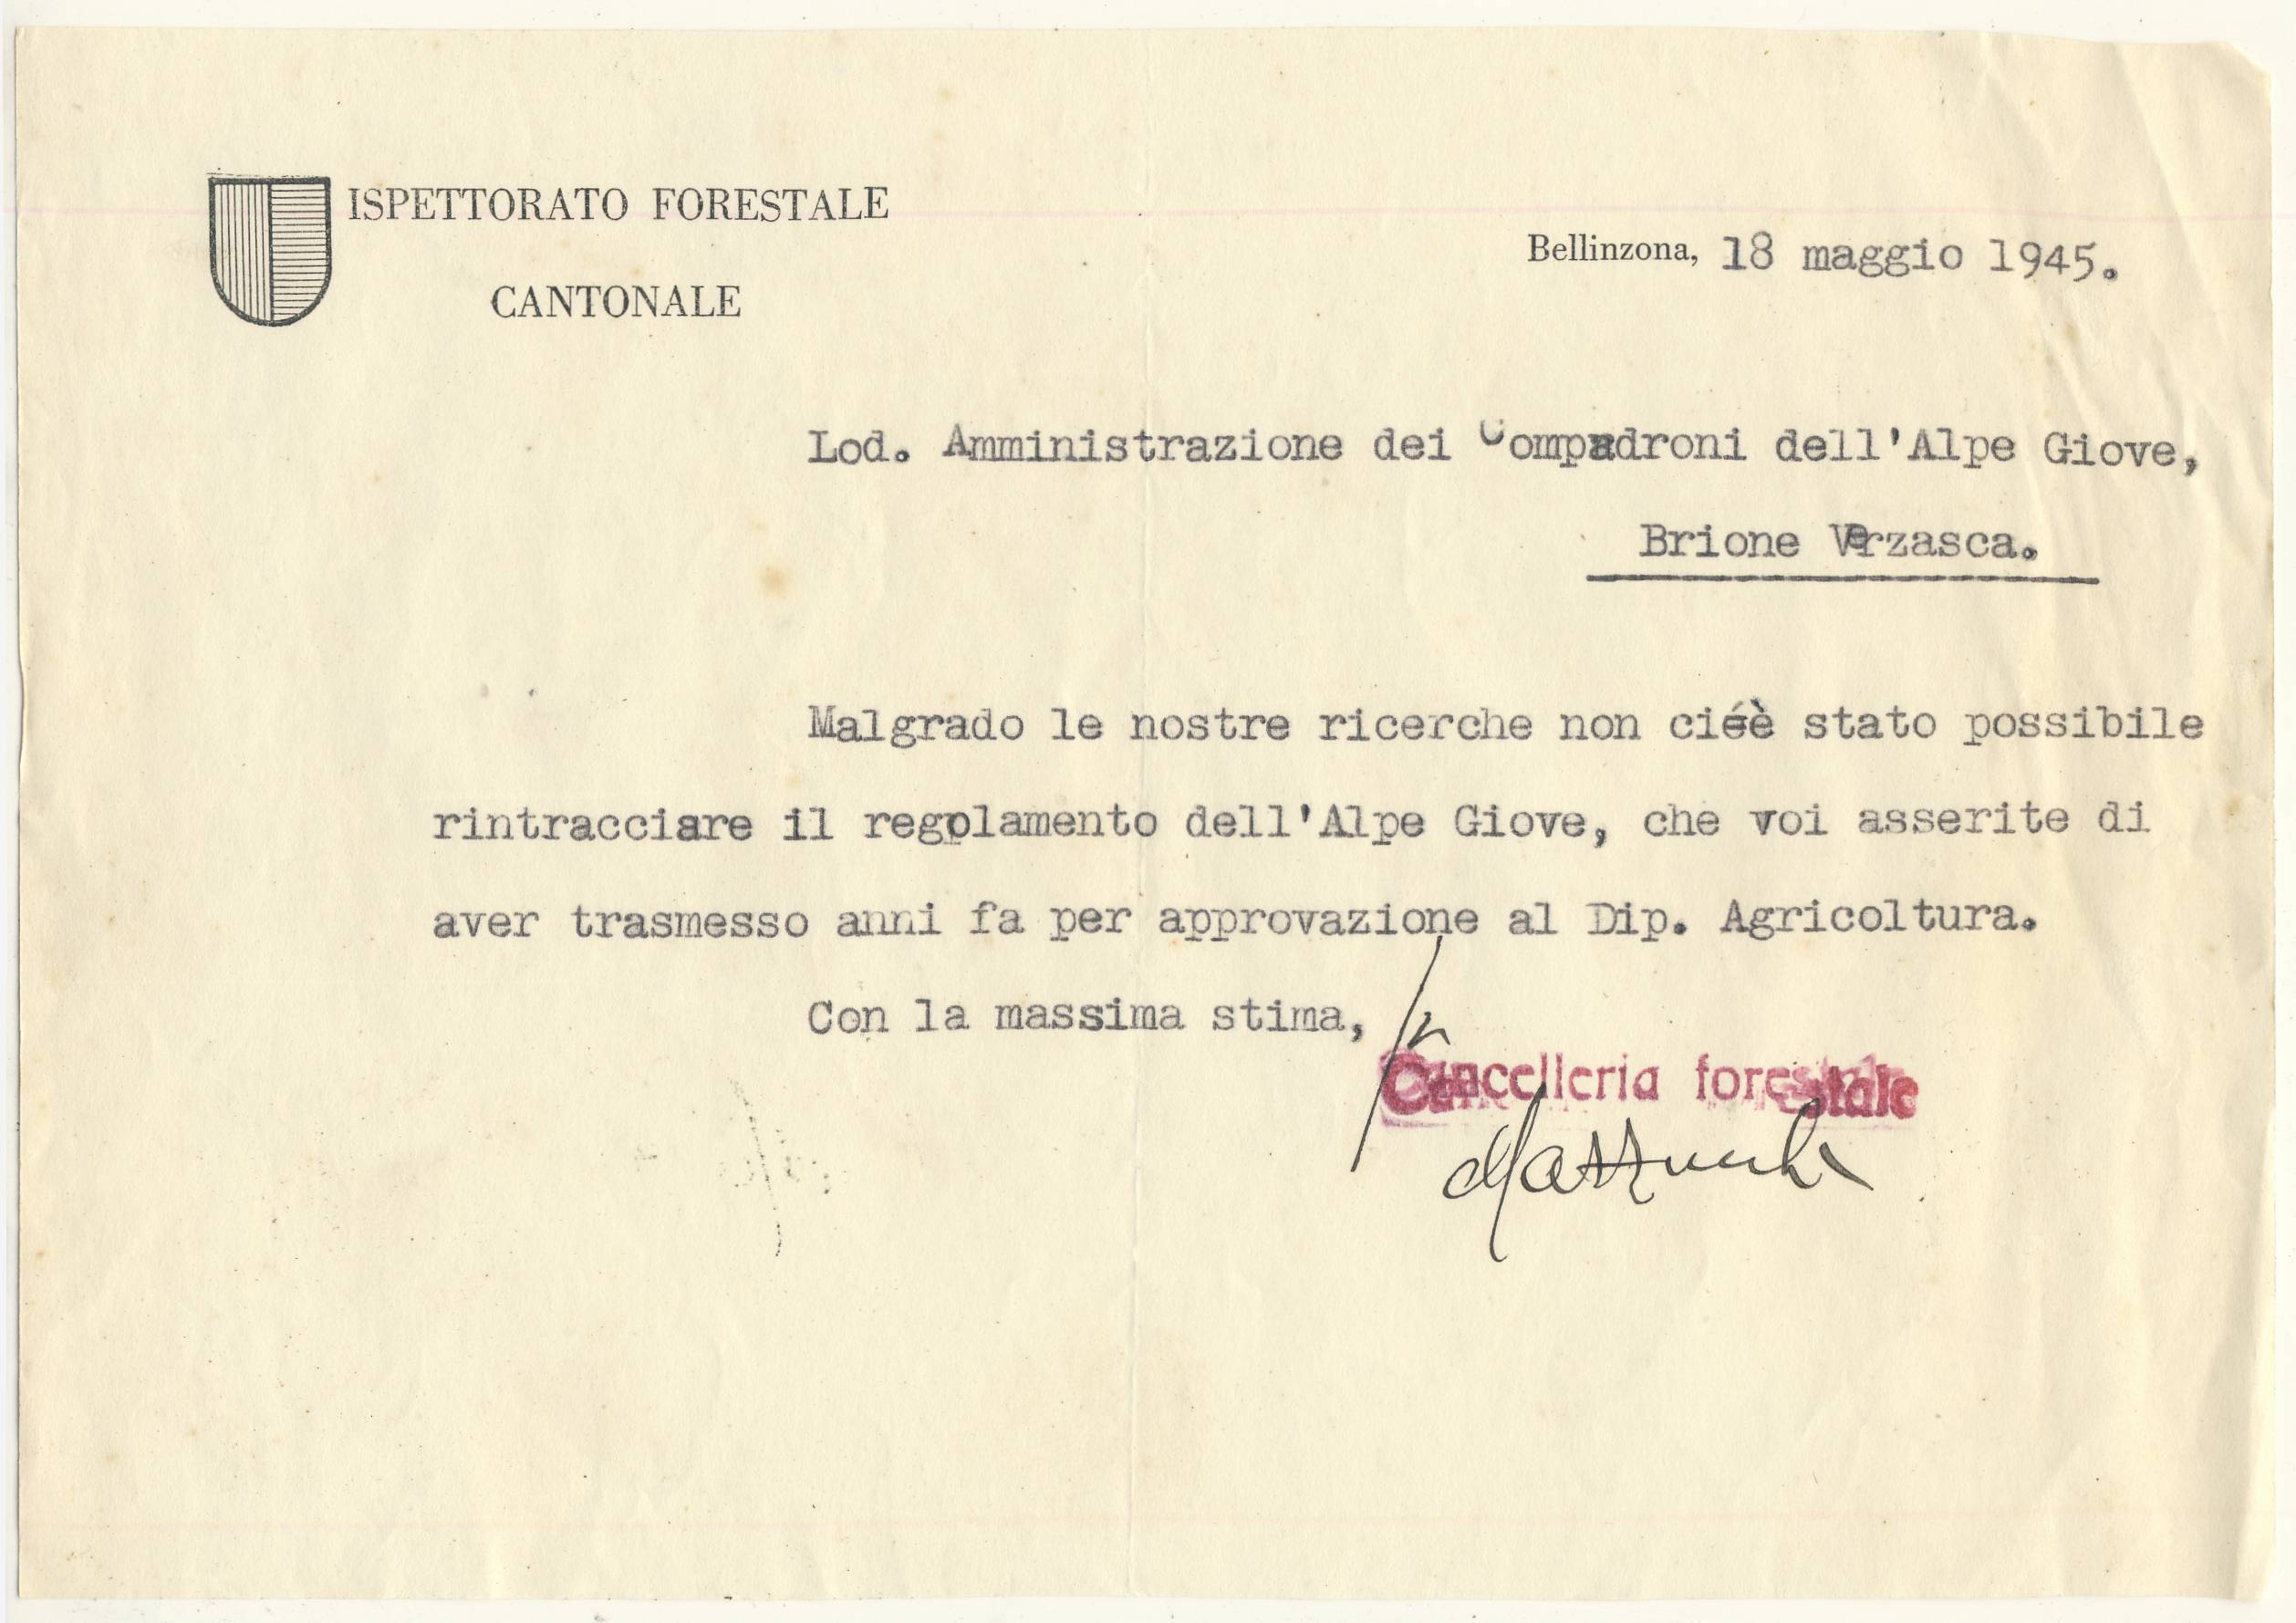 ISPETTORATO FORESTALE
CANTONALE
Bellinzona, 18 maggio 1945.
Lod. Amministrazione dei Compadroni dell'Alpe Giove,
Brione Verzasca.
Malgrado le nostre ricerche non ci è stato possibile
rintracciare il regolamento dell'Alpe Giove, che voi asserite di
aver trasmesso anni fa per approvazione al Dip. Agricoltura.
Con la massima stima,
Cancelleria forestale